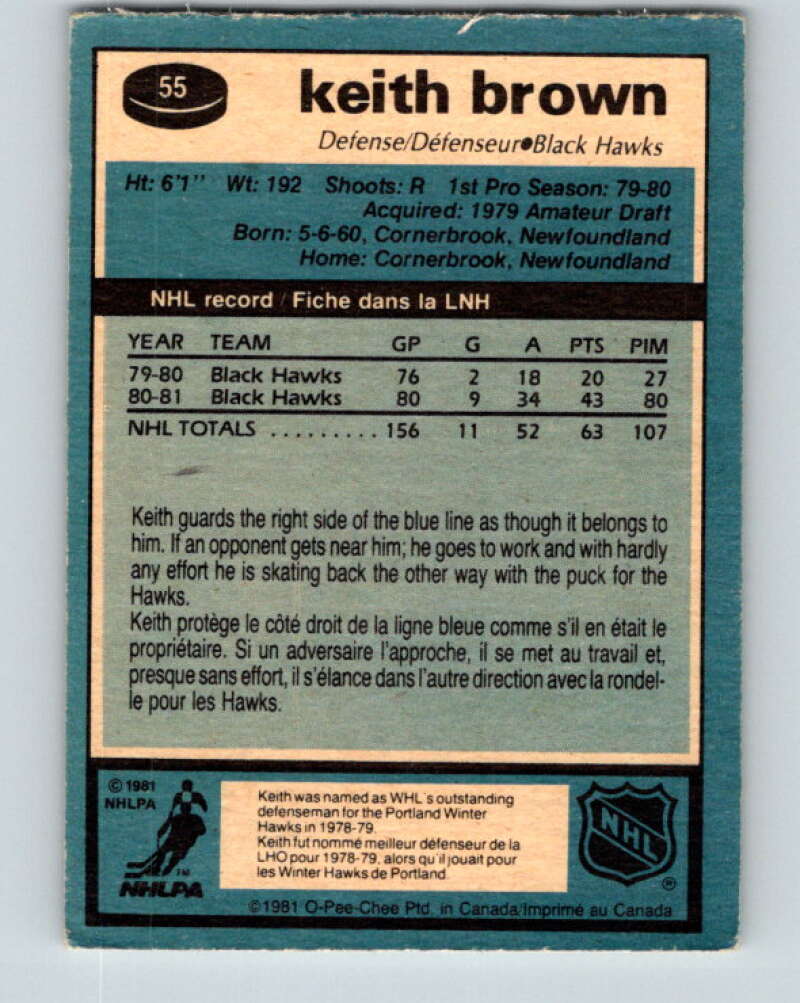 55
keith brown
Defense/Défenseur•Black Hawks
Ht: 6'1'' Wt: 192 Shoots: R 1st Pro Season: 79-80
Acquired: 1979 Amateur Draft
Born: 5-6-60, Cornerbrook, Newfoundland
Home: Cornerbrook, Newfoundland
NHL record / Fiche dans la LNH
YEAR TEAM GP G A PTS PIM
79-80 Black Hawks 76 2 18 20 27
80-81 Black Hawks 80 9 34 43 80
NHL TOTALS ......... 156 11 52 63 107
Keith guards the right side of the blue line as though it belongs to
him. If an opponent gets near him; he goes to work and with hardly
any effort he is skating back the other way with the puck for the
Hawks.
Keith protège le côté droit de la ligne bleue comme s'il en était le
propriétaire. Si un adversaire l'approche, il se met au travail et,
presque sans effort, il s'élance dans l'autre direction avec la rondel-
le pour les Hawks.
© 1981
NHLPA
TM
NHLPA
Keith was named as WHL's outstanding
defenseman for the Portland Winter
Hawks in 1978-79.
Keith fut nommé meilleur défenseur de la
LHO pour 1978-79, alors qu'il jouait pour
les Winter Hawks de Portland.
NHL
®
©1981 O-Pee-Chee Ptd. in Canada/Imprimé au Canada